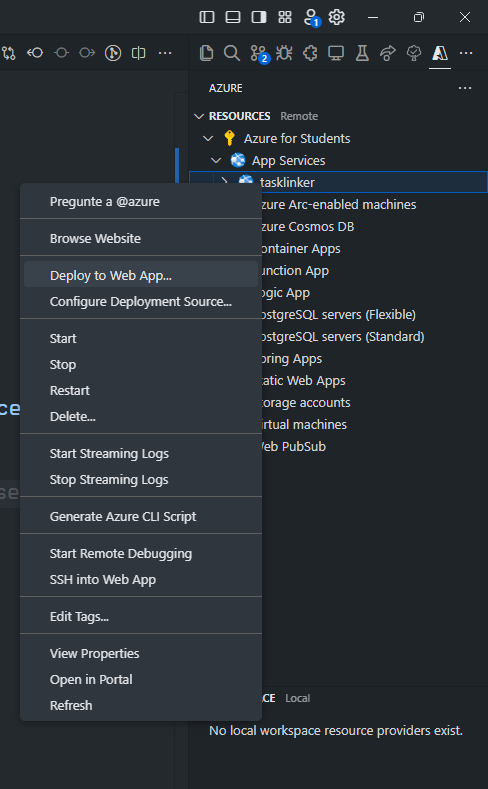 1
2
AZURE
RESOURCES Remote
Azure for Students
App Services
tasklinker
zure Arc-enabled machines
zure Cosmos DB
ontainer Apps
unction App
ogic App
ostgreSQL servers (Flexible)
ostgreSQL servers (Standard)
pring Apps
tatic Web Apps
torage accounts
irtual machines
eb PubSub
Pregunte a @azure
Browse Website
Deploy to Web App...
Configure Deployment Source...
Start
Stop
Restart
Delete...
Start Streaming Logs
Stop Streaming Logs
Generate Azure CLI Script
Start Remote Debugging
SSH into Web App
Edit Tags...
View Properties
Open in Portal
Refresh
ce
se
CE Local
No local workspace resource providers exist.